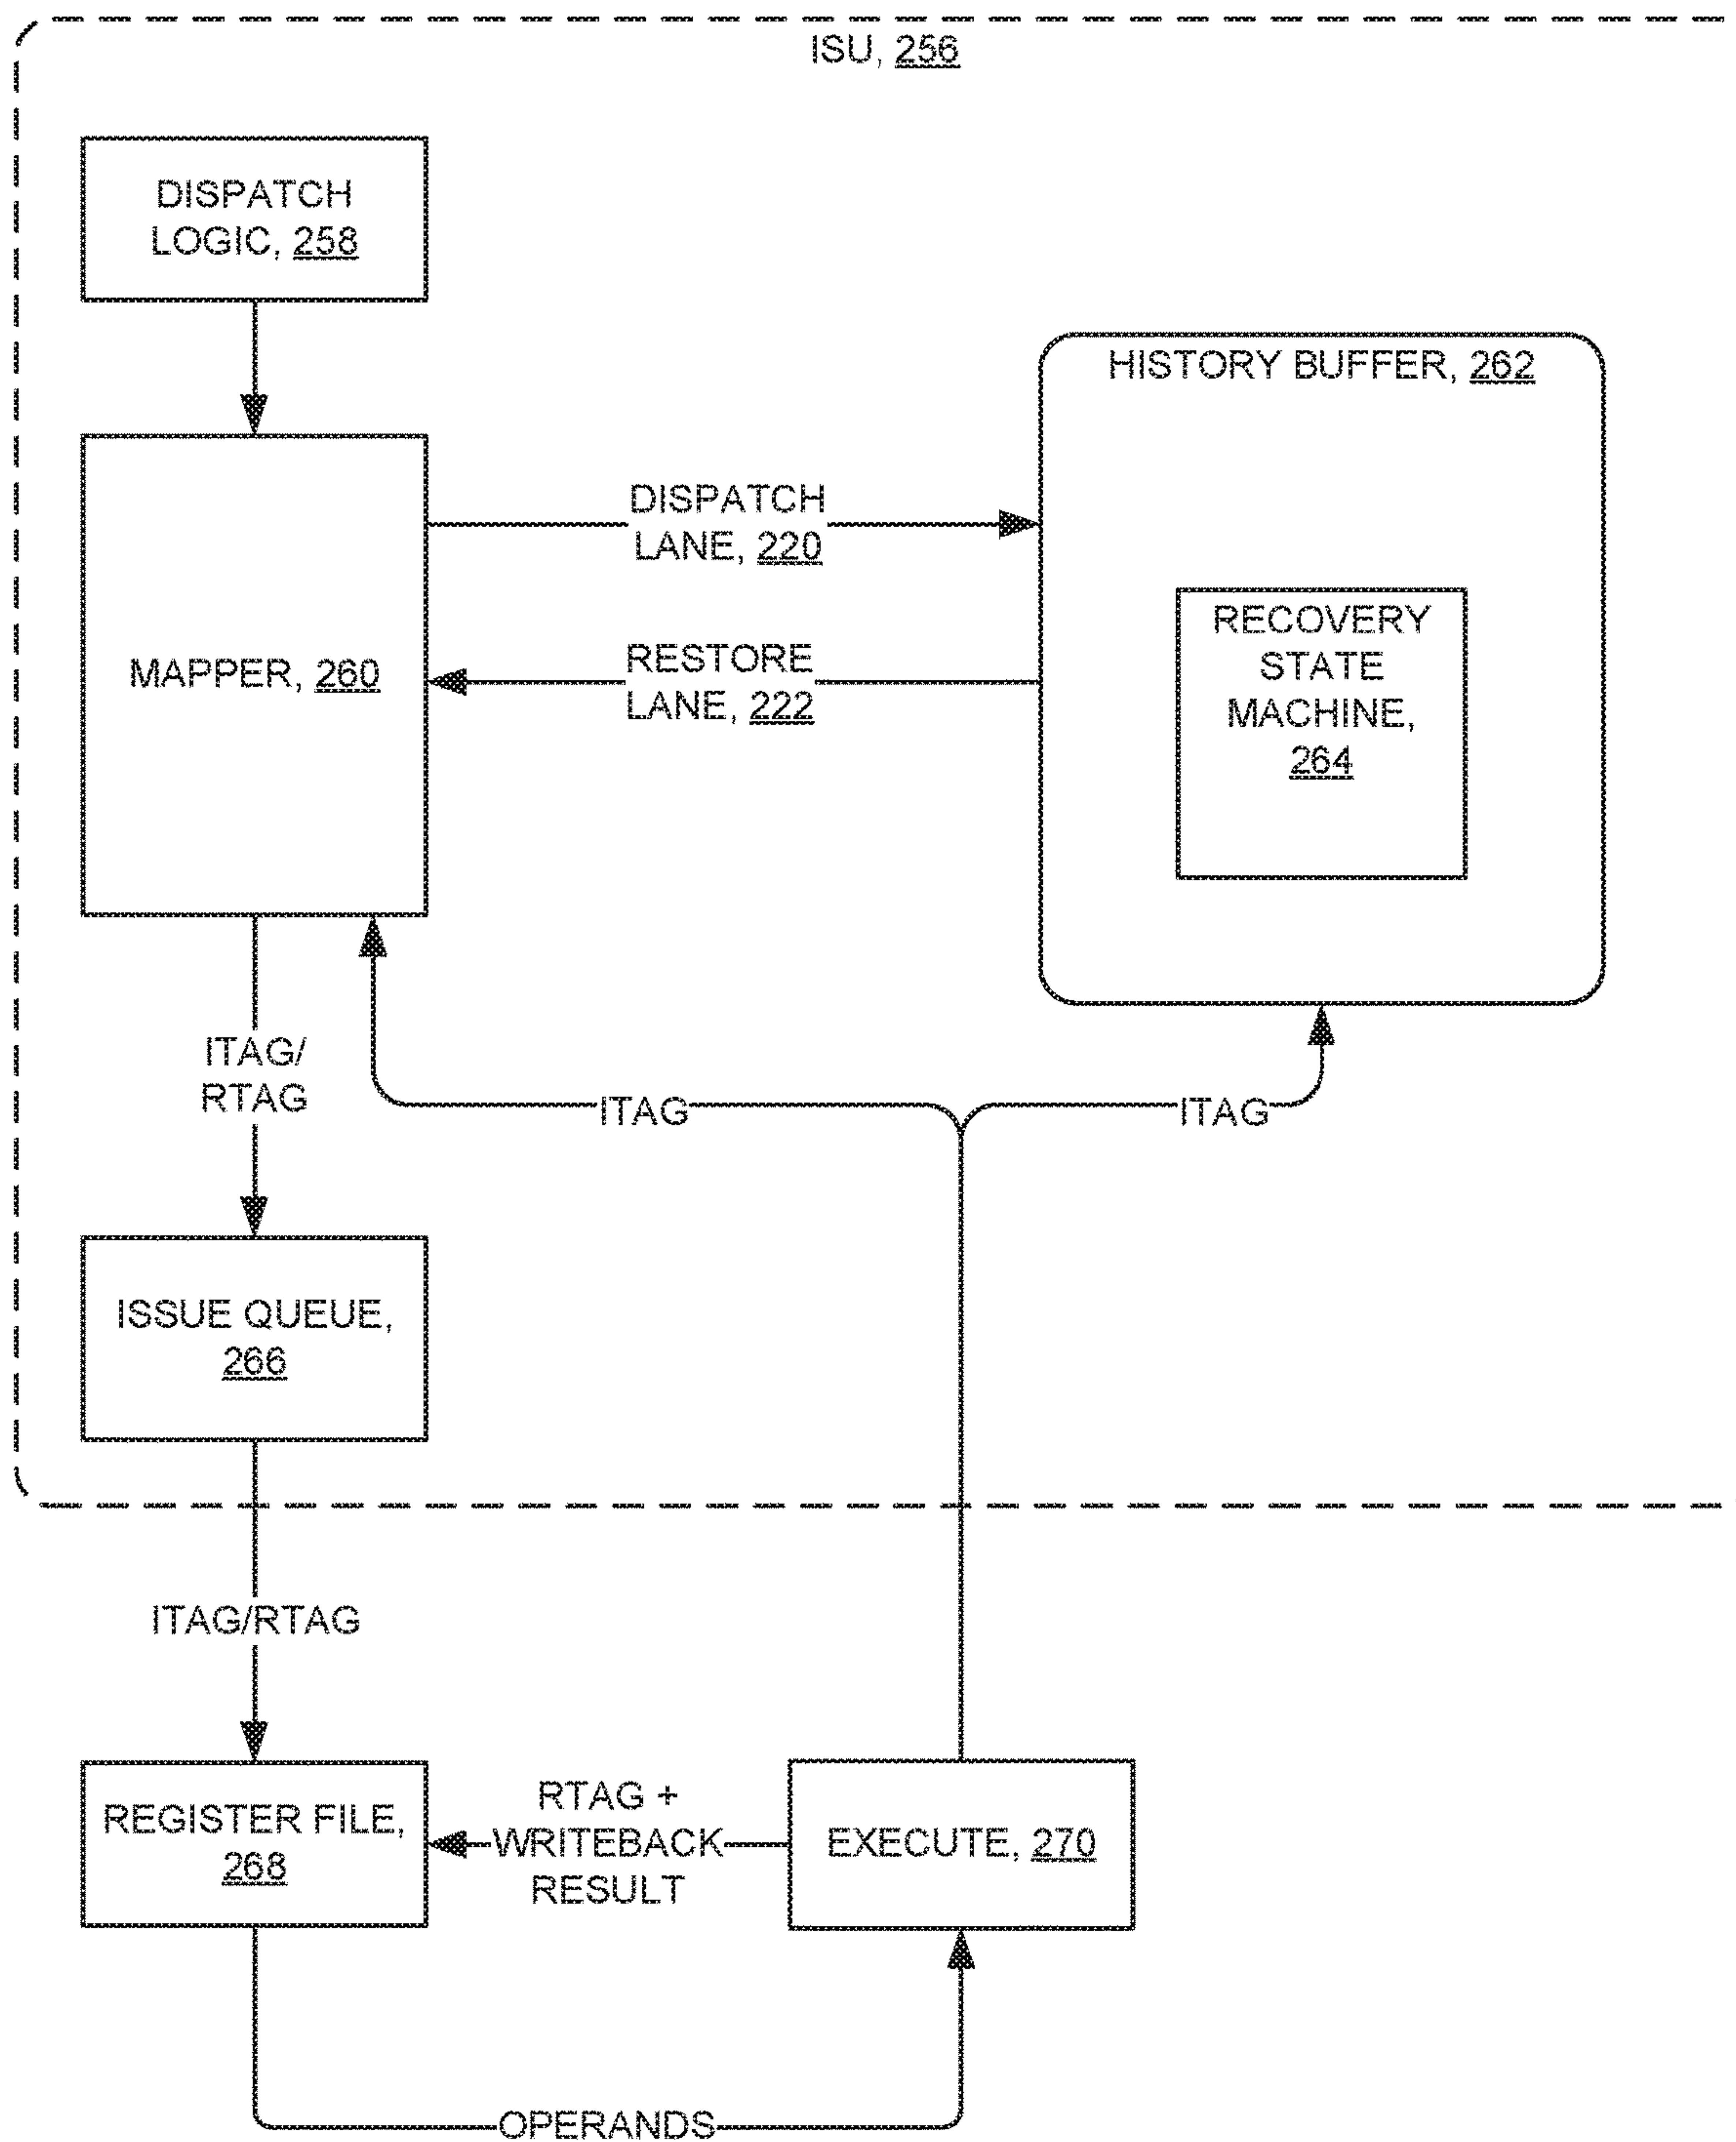 ISU, 256
DISPATCH
LOGIC, 258
HISTORY BUFFER, 262
DISPATCH
LANE, 220
RECOVERY
STATE
MACHINE,
264
RESTORE
LANE, 222
MAPPER, 260
ITAG/
RTAG
ITAG
ITAG
ISSUE QUEUE,
266
ITAG/RTAG
REGISTER FILE,
268
RTAG +
WRITEBACK
RESULT
EXECUTE, 270
OPERANDS